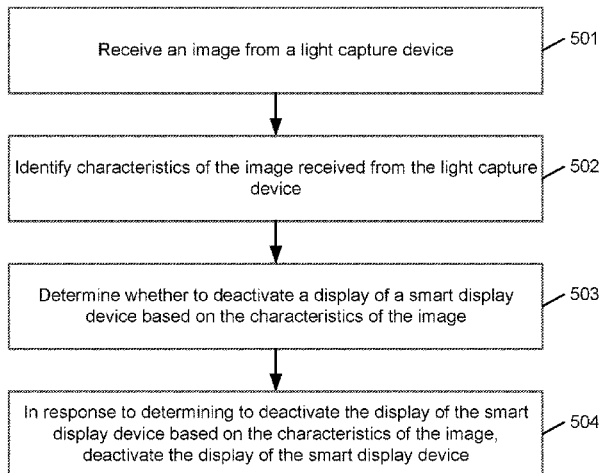 Receive an image from a light capture device
501
Identify characteristics of the image received from the light capture
device
502
Determine whether to deactivate a display of a smart display
device based on the characteristics of the image
503
In response to determining to deactivate the display of the smart
display device based on the characteristics of the image,
deactivate the display of the smart display device
504